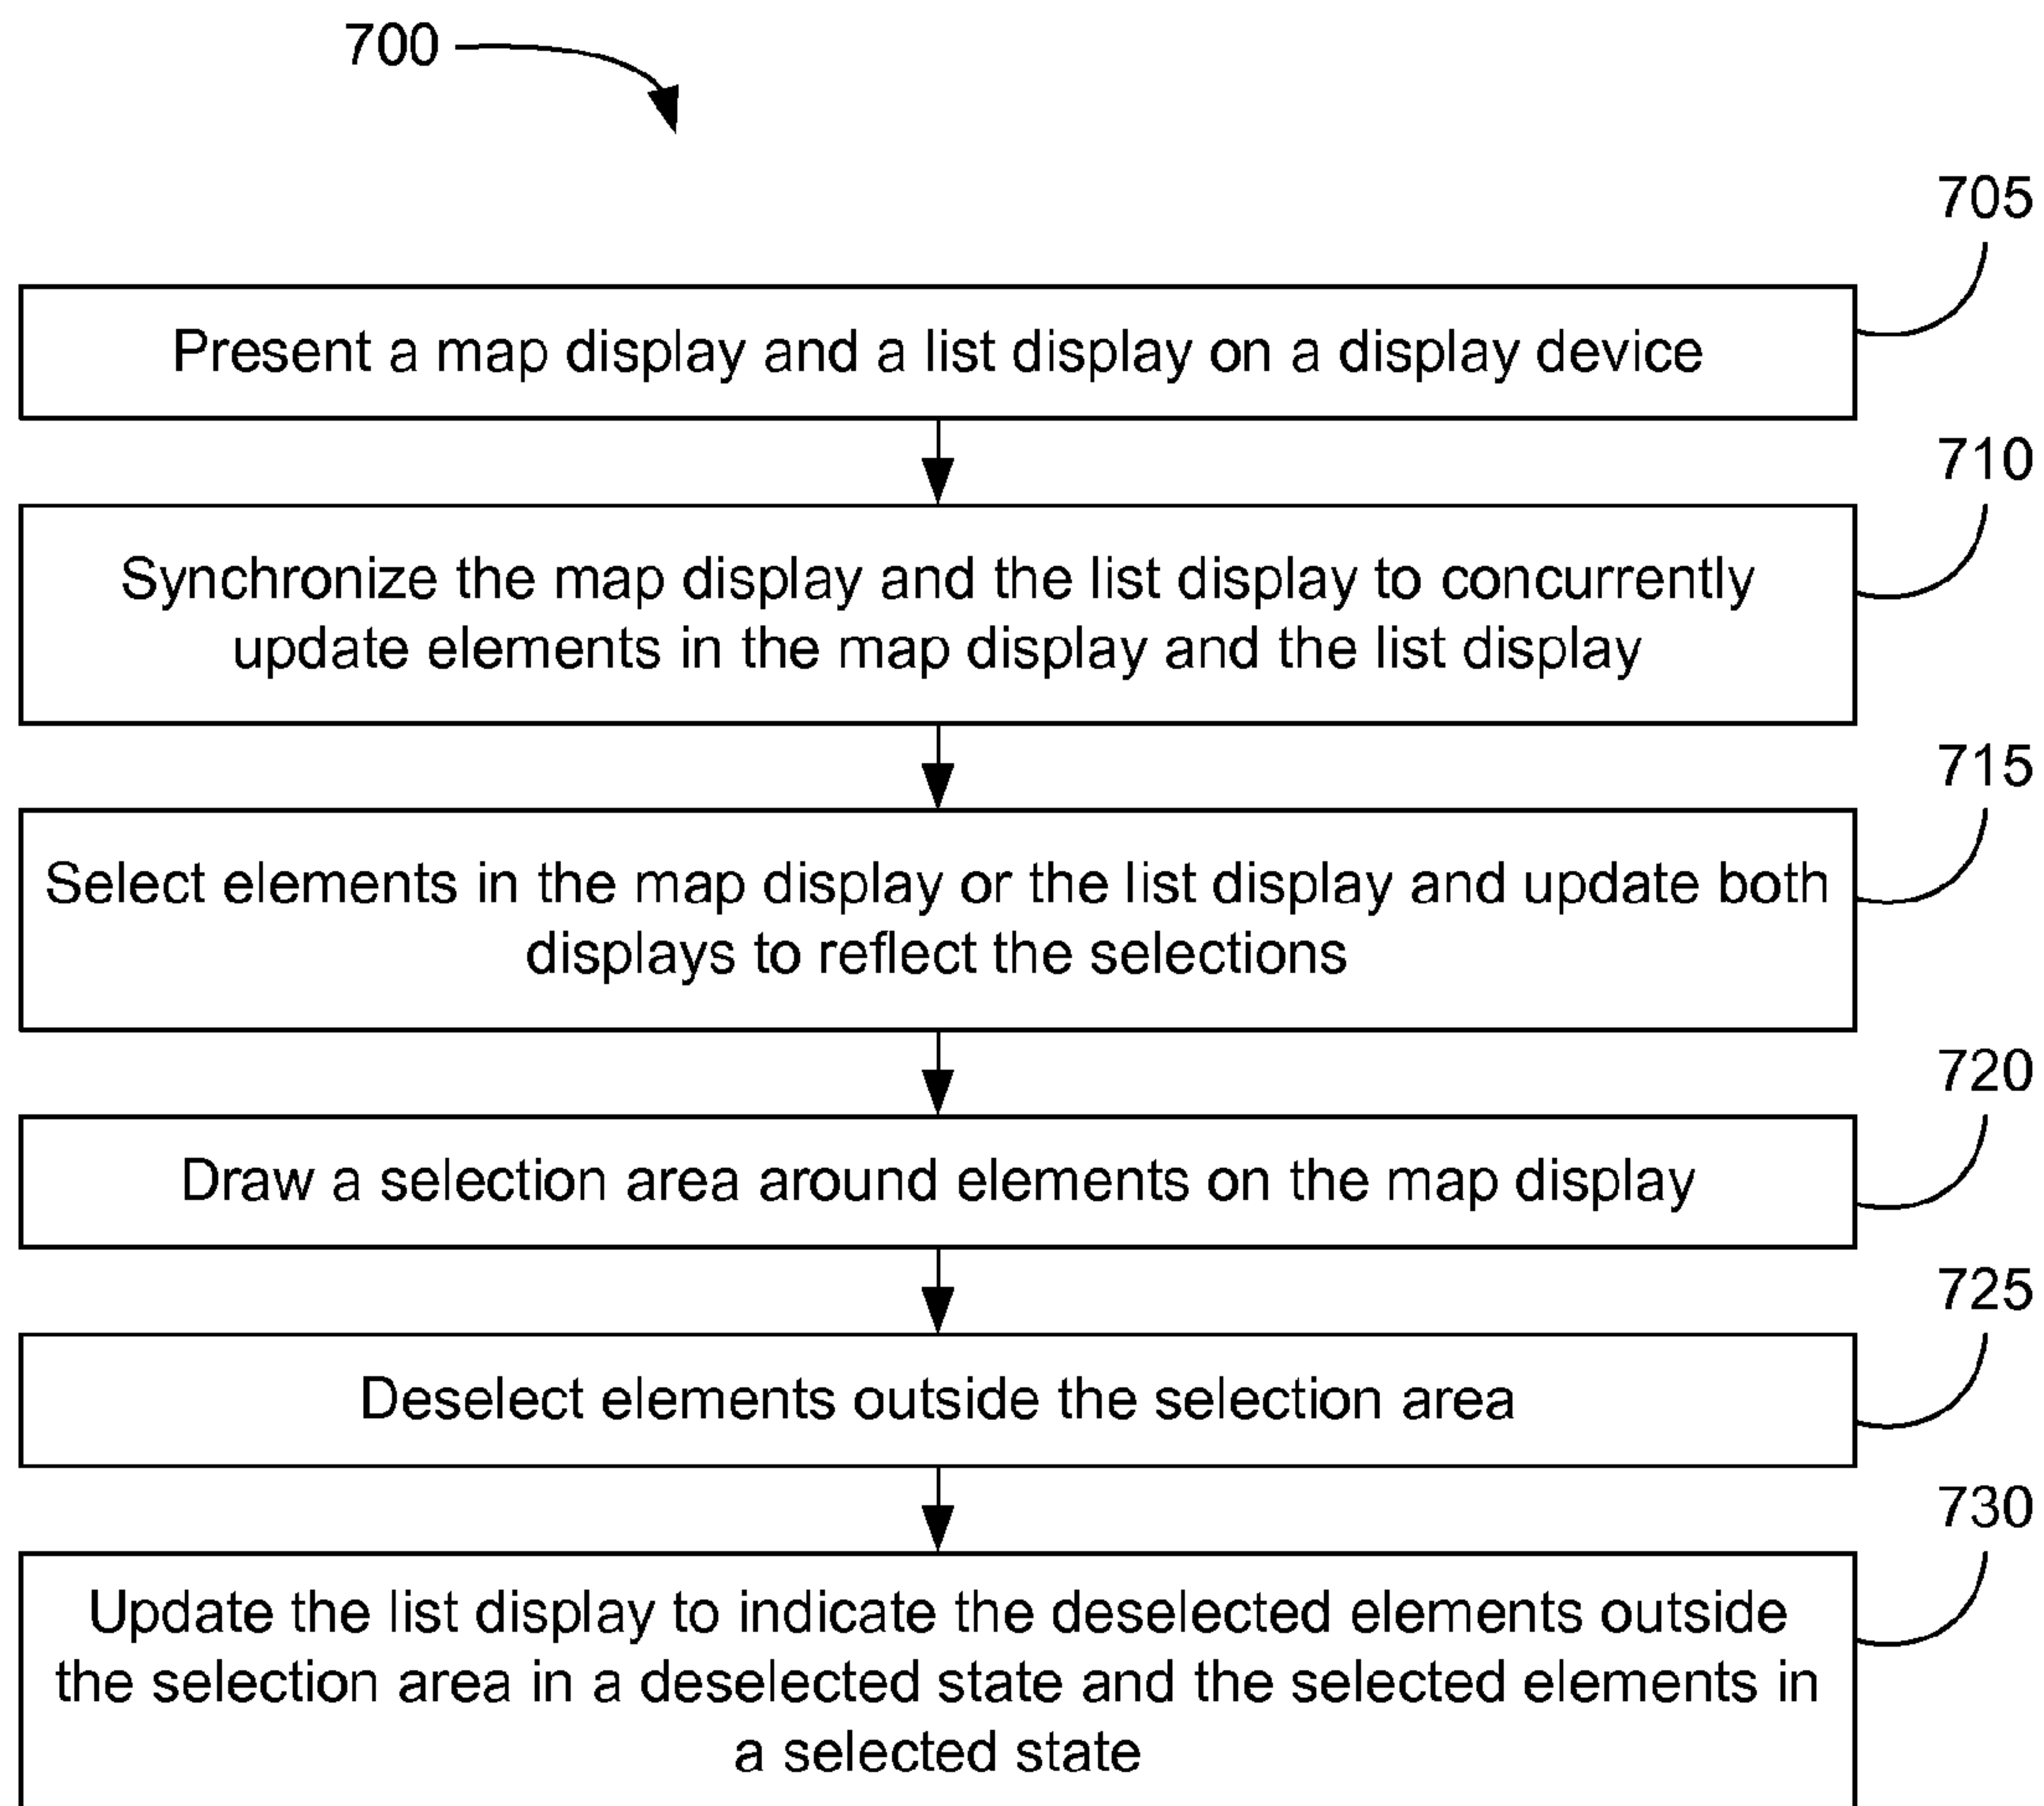 700
705
Present a map display and a list display on a display device
710
Synchronize the map display and the list display to concurrently
update elements in the map display and the list display
715
Select elements in the map display or the list display and update both
displays to reflect the selections
720
Draw a selection area around elements on the map display
725
Deselect elements outside the selection area
730
Update the list display to indicate the deselected elements outside
the selection area in a deselected state and the selected elements in
a selected state